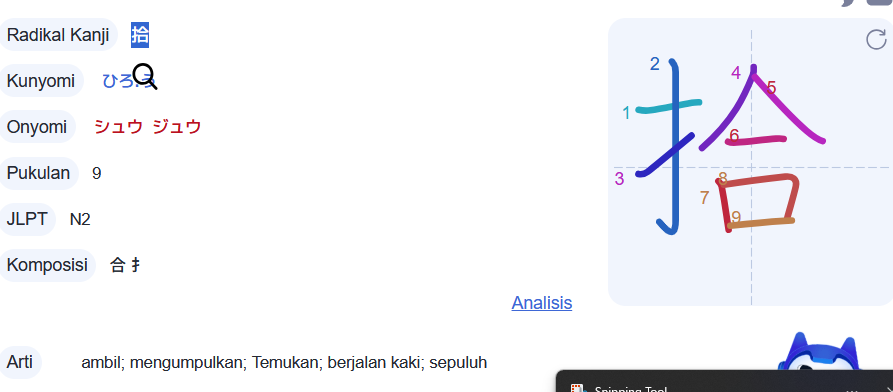 Radikal Kanji 拾
Kunyomi ひろ.う
Onyomi シュウ ジュウ
Pukulan 9
JLPT N2
Komposisi 合扌
Analisis
Arti ambil; mengumpulkan; Temukan; berjalan kaki; sepuluh
拾
1
2
3
4
5
6
7
8
9
Snipping Tool